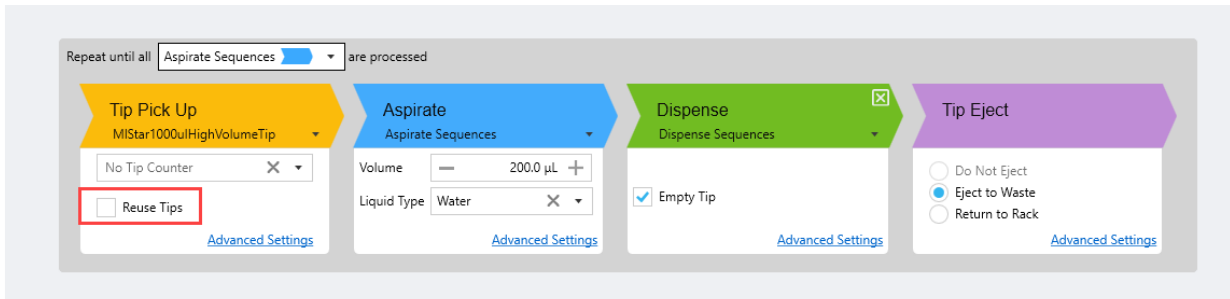 Repeat until all Aspirate Sequences are processed
Tip Pick Up
MlStar1000ulHighVolumeTip
No Tip Counter
Reuse Tips
Advanced Settings
Aspirate
Aspirate Sequences
Volume 200.0 µL
Liquid Type Water
Advanced Settings
Dispense
Dispense Sequences
Empty Tip
Advanced Settings
Tip Eject
Do Not Eject
Eject to Waste
Return to Rack
Advanced Settings